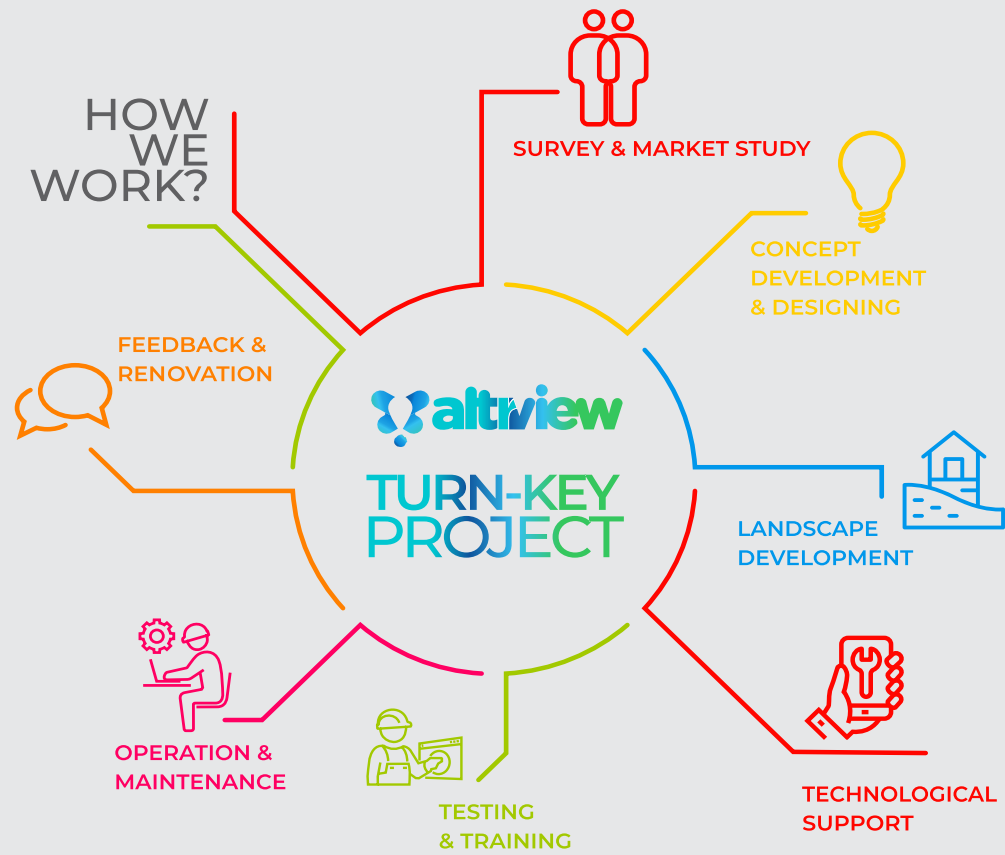 HOW
WE
WORK?
SURVEY & MARKET STUDY
CONCEPT
DEVELOPMENT
& DESIGNING
LANDSCAPE
DEVELOPMENT
TECHNOLOGICAL
SUPPORT
TESTING
& TRAINING
OPERATION &
MAINTENANCE
FEEDBACK &
RENOVATION
altrview
TURN-KEY
PROJECT